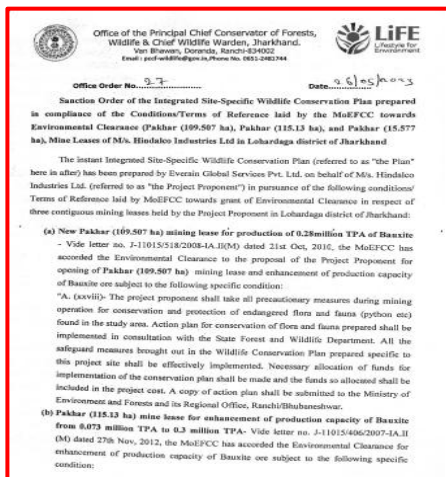 Office of the Principal Chief Conservator of Forests,
Wildlife & Chief Wildlife Warden, Jharkhand.
Van Bhawan, Doranda, Ranchi-834002
Email : pccf-wildlife@gov.in,Phone No. 0651-2481744
LiFE
Lifestyle for
Environment
Office Order No. 27
Date 26/05/2023
Sanction Order of the Integrated Site-Specific Wildlife Conservation Plan prepared
in compliance of the Conditions/Terms of Reference laid by the MoEFCC towards
Environmental Clearance (Pakhar (109.507 ha), Pakhar (115.13 ha), and Pakhar (15.577
ha), Mine Leases of M/s. Hindalco Industries Ltd in Lohardaga district of Jharkhand
The instant Integrated Site-Specific Wildlife Conservation Plan (referred to as "the Plan"
here in after) has been prepared by Everain Global Services Pvt. Ltd. on behalf of M/s. Hindalco
Industries Ltd. (referred to as "the Project Proponent") in pursuance of the following conditions/
Terms of Reference laid by MoEFCC towards grant of Environmental Clearance in respect of
three contiguous mining leases held by the Project Proponent in Lohardaga district of Jharkhand:
(a) New Pakhar (109.507 ha) mining lease for production of 0.28million TPA of Bauxite
- Vide letter no. J-11015/518/2008-IA.II(M) dated 21st Oct, 2010, the MoEFCC has
accorded the Environmental Clearance to the proposal of the Project Proponent for
opening of Pakhar (109.507 ha) mining lease and enhancement of production capacity
of Bauxite ore subject to the following specific condition:
"A. (xxviii)- The project proponent shall take all precautionary measures during mining
operation for conservation and protection of endangered flora and fauna (python etc)
found in the study area. Action plan for conservation of flora and fauna prepared shall be
implemented in consultation with the State Forest and Wildlife Department. All the
safeguard measures brought out in the Wildlife Conservation Plan prepared specific to
this project site shall be effectively implemented. Necessary allocation of funds for
implementation of the conservation plan shall be made and the funds so allocated shall be
included in the project cost. A copy of action plan shall be submitted to the Ministry of
Environment and Forests and its Regional Office, Ranchi/Bhubaneshwar.
(b) Pakhar (115.13 ha) mine lease for enhancement of production capacity of Bauxite
from 0.073 million TPA to 0.3 million TPA- Vide letter no. J-11015/406/2007-IA.II
(M) dated 27th Nov, 2012, the MoEFCC has accorded the Environmental Clearance for
enhancement of production capacity of Bauxite ore subject to the following specific
condition: